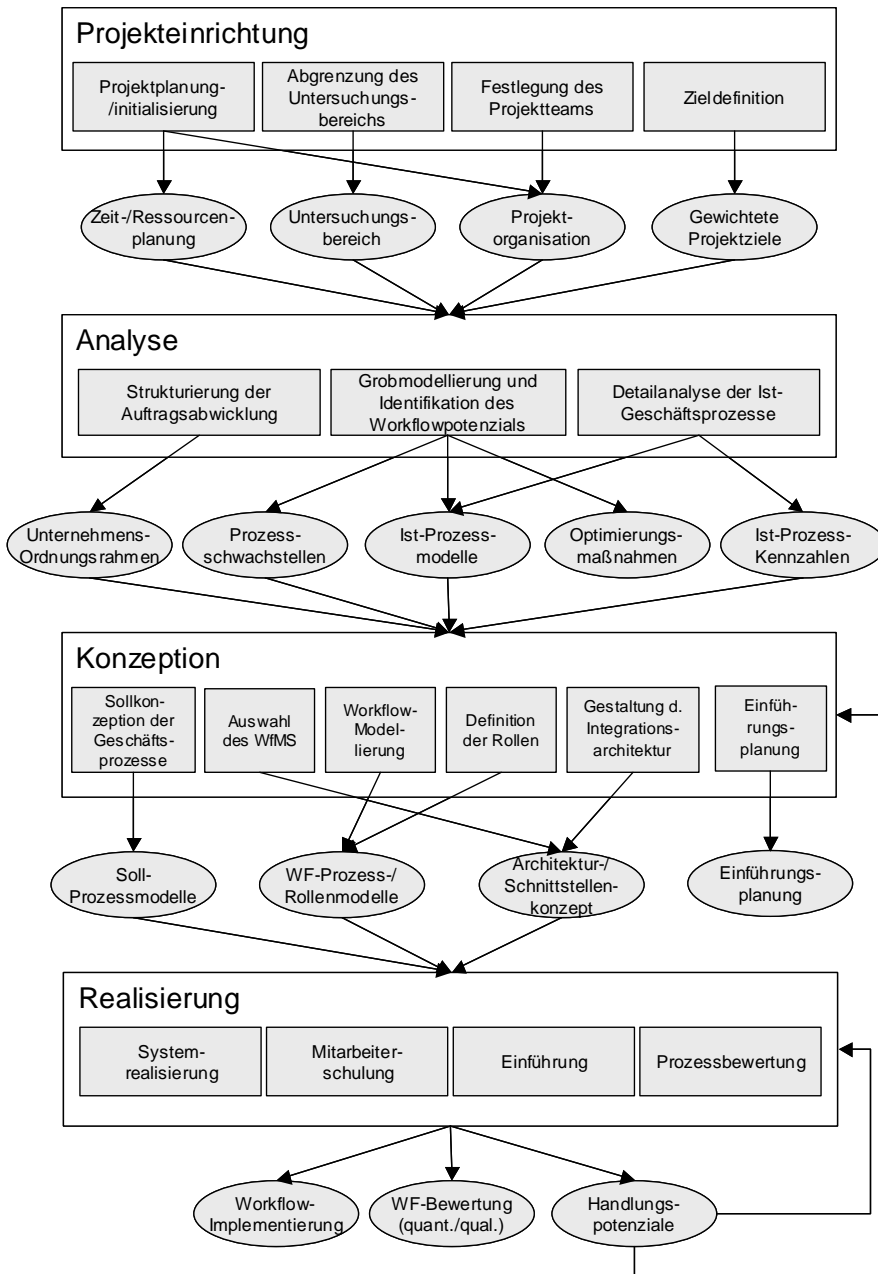 Projekteinrichtung
Projektplanung-
/initialisierung
Abgrenzung des
Untersuchungs-
bereichs
Festlegung des
Projektteams
Zieldefinition
Zeit-/Ressourcen-
planung
Untersuchungs-
bereich
Projekt-
organisation
Gewichtete
Projektziele
Analyse
Strukturierung der
Auftragsabwicklung
Grobmodellierung und
Identifikation des
Workflowpotenzials
Detailanalyse der Ist-
Geschäftsprozesse
Unternehmens-
Ordnungsrahmen
Prozess-
schwachstellen
Ist-Prozess-
modelle
Optimierungs-
maßnahmen
Ist-Prozess-
Kennzahlen
Konzeption
Sollkon-
zeption der
Geschäfts-
prozesse
Auswahl
des WfMS
Workflow-
Model-
lierung
Definition
der Rollen
Gestaltung d.
Integrations-
architektur
Einfüh-
rungs-
planung
Soll-
Prozessmodelle
WF-Prozess-/
Rollenmodelle
Architektur-/
Schnittstellen-
konzept
Einführungs-
planung
Realisierung
System-
realisierung
Mitarbeiter-
schulung
Einführung
Prozessbewertung
Workflow-
Implementierung
WF-Bewertung
(quant./qual.)
Handlungs-
potenziale